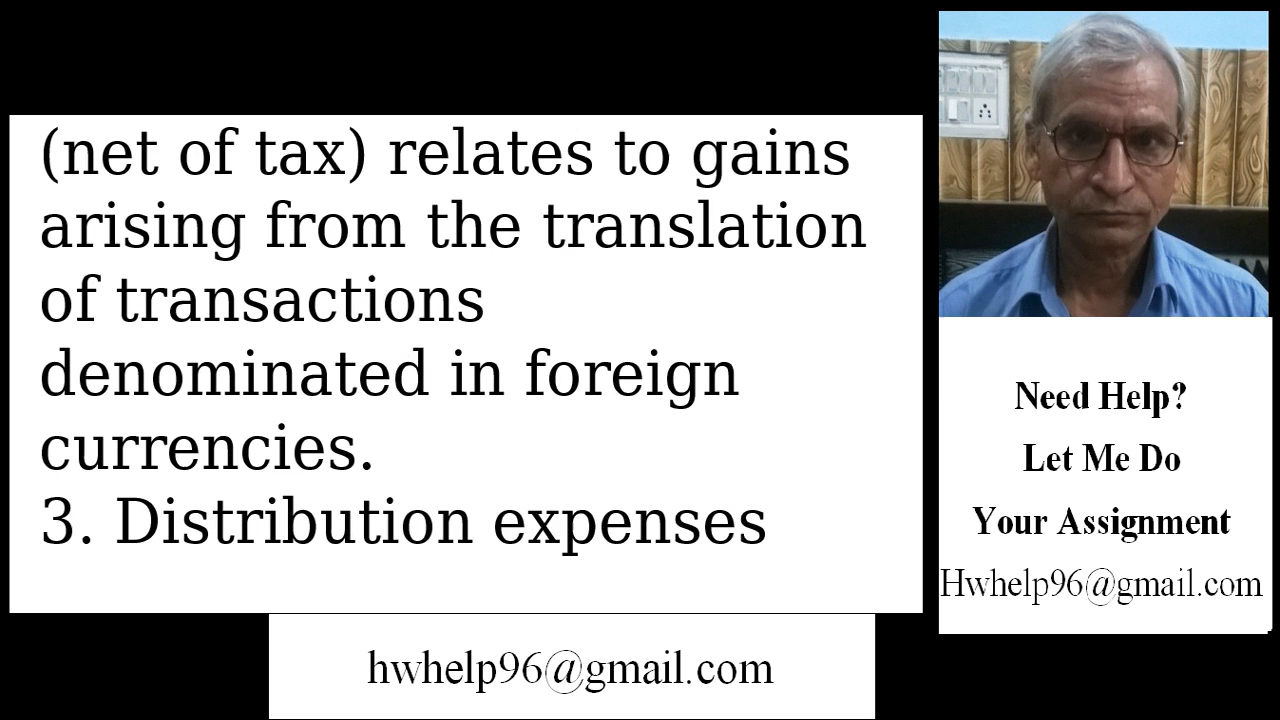 (net of tax) relates to gains
arising from the translation
of transactions
denominated in foreign
currencies.
3. Distribution expenses
Need Help?
Let Me Do
Your Assignment
Hwhelp96@gmail.com
hwhelp96@gmail.com